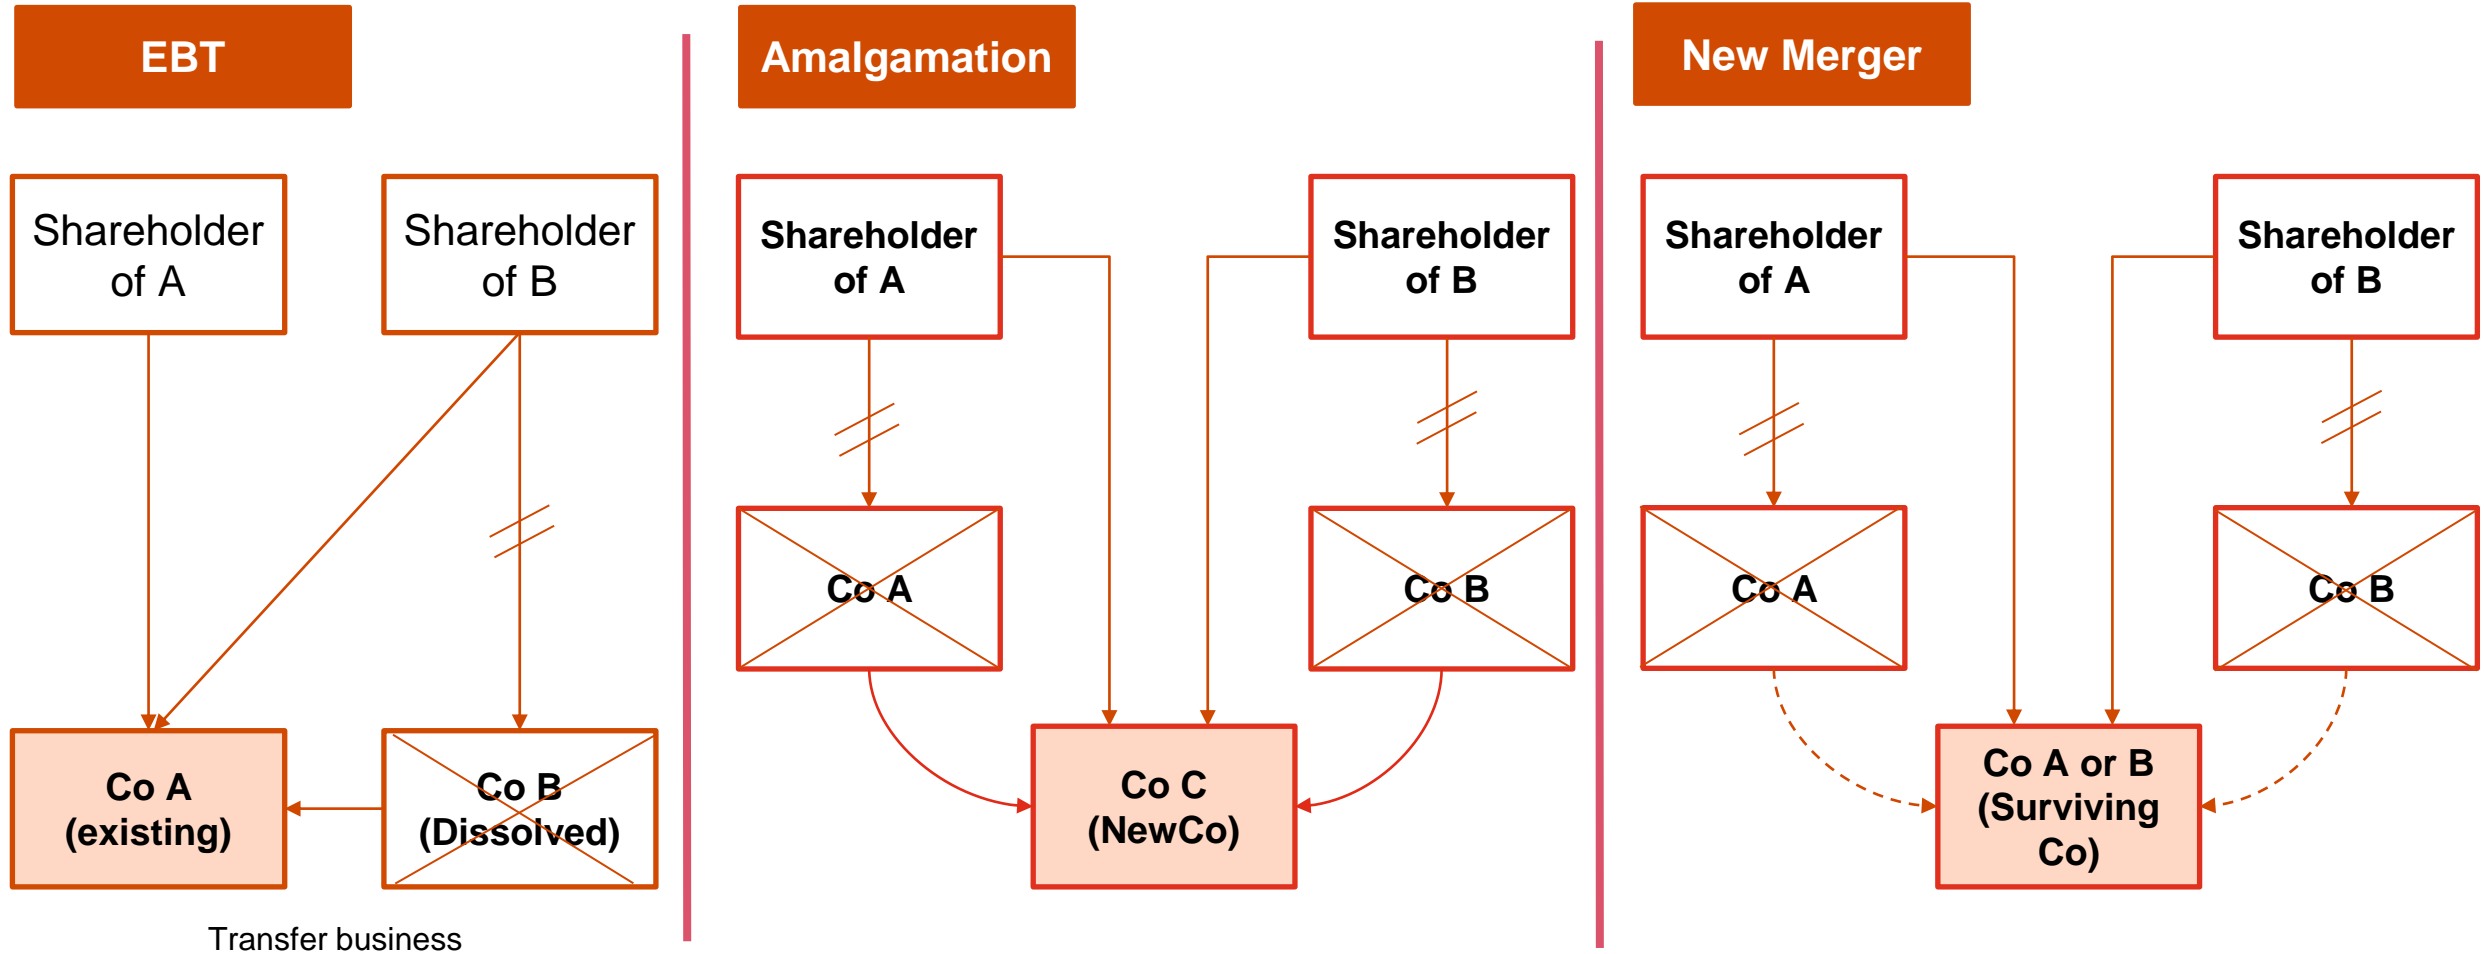 EBT
Shareholder
of A
Shareholder
of B
Co A
(existing)
Co B
(Dissolved)
Transfer business
Amalgamation
Shareholder
of A
Shareholder
of B
Co A
Co B
Co C
(NewCo)
New Merger
Shareholder
of A
Shareholder
of B
Co A
Co B
Co A or B
(Surviving
Co)